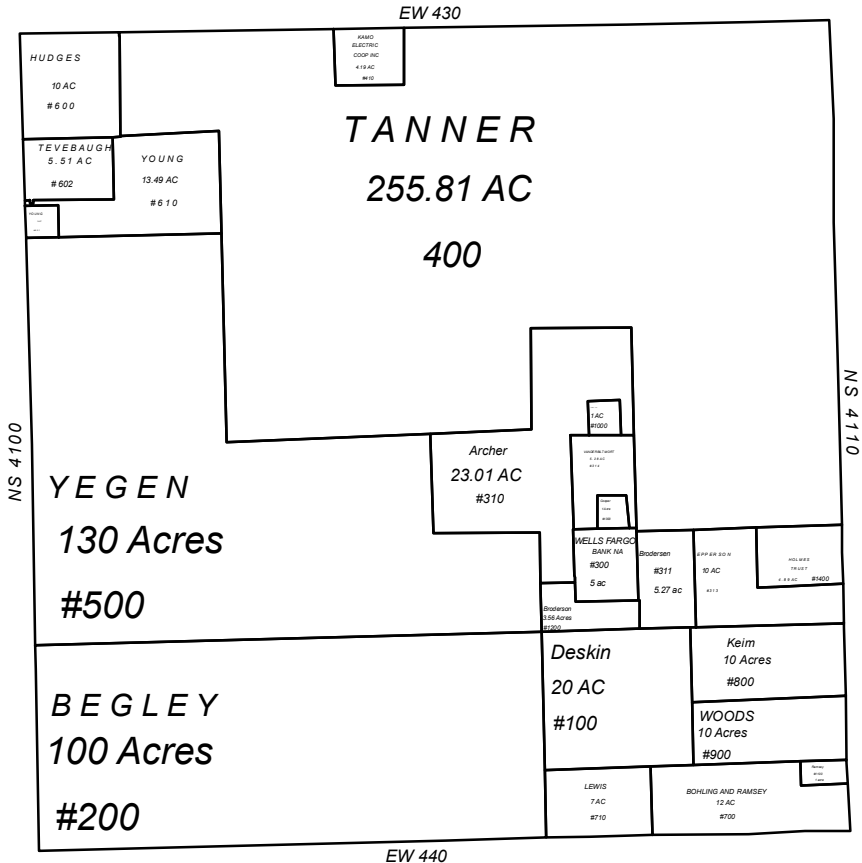 EW 430
HUDGES
10 AC
#600
KAMO
ELECTRIC
COOP INC
4.19 AC
#410
TANNER
255.81 AC
400
TEVEBAUGH
5.51 AC
#602
YOUNG
13.49 AC
#610
NS 4100
NS 4110
1 AC
#1000
Archer
23.01 AC
#310
YEGEN
130 Acres
#500
WELLS FARGO
BANK NA
#300
5 ac
Brodersen
#311
5.27 ac
EPPERSON
10 AC
#313
HOLMES
TRUST
#1400
Broderson
3.56 Acres
#1200
Deskin
20 AC
#100
Keim
10 Acres
#800
BEGLEY
100 Acres
#200
WOODS
10 Acres
#900
Ramsey
LEWIS
7 AC
#710
BOHLING AND RAMSEY
12 AC
#700
EW 440